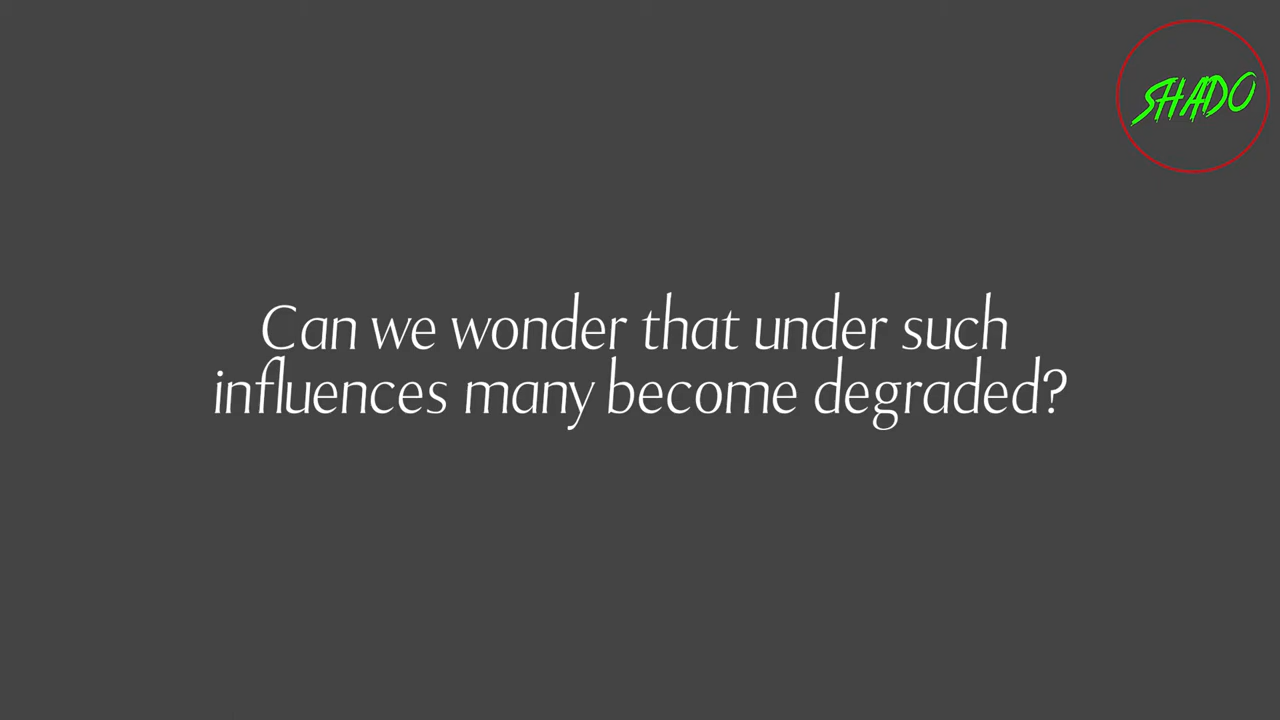 SHADO
Can we wonder that under such
influences many become degraded?